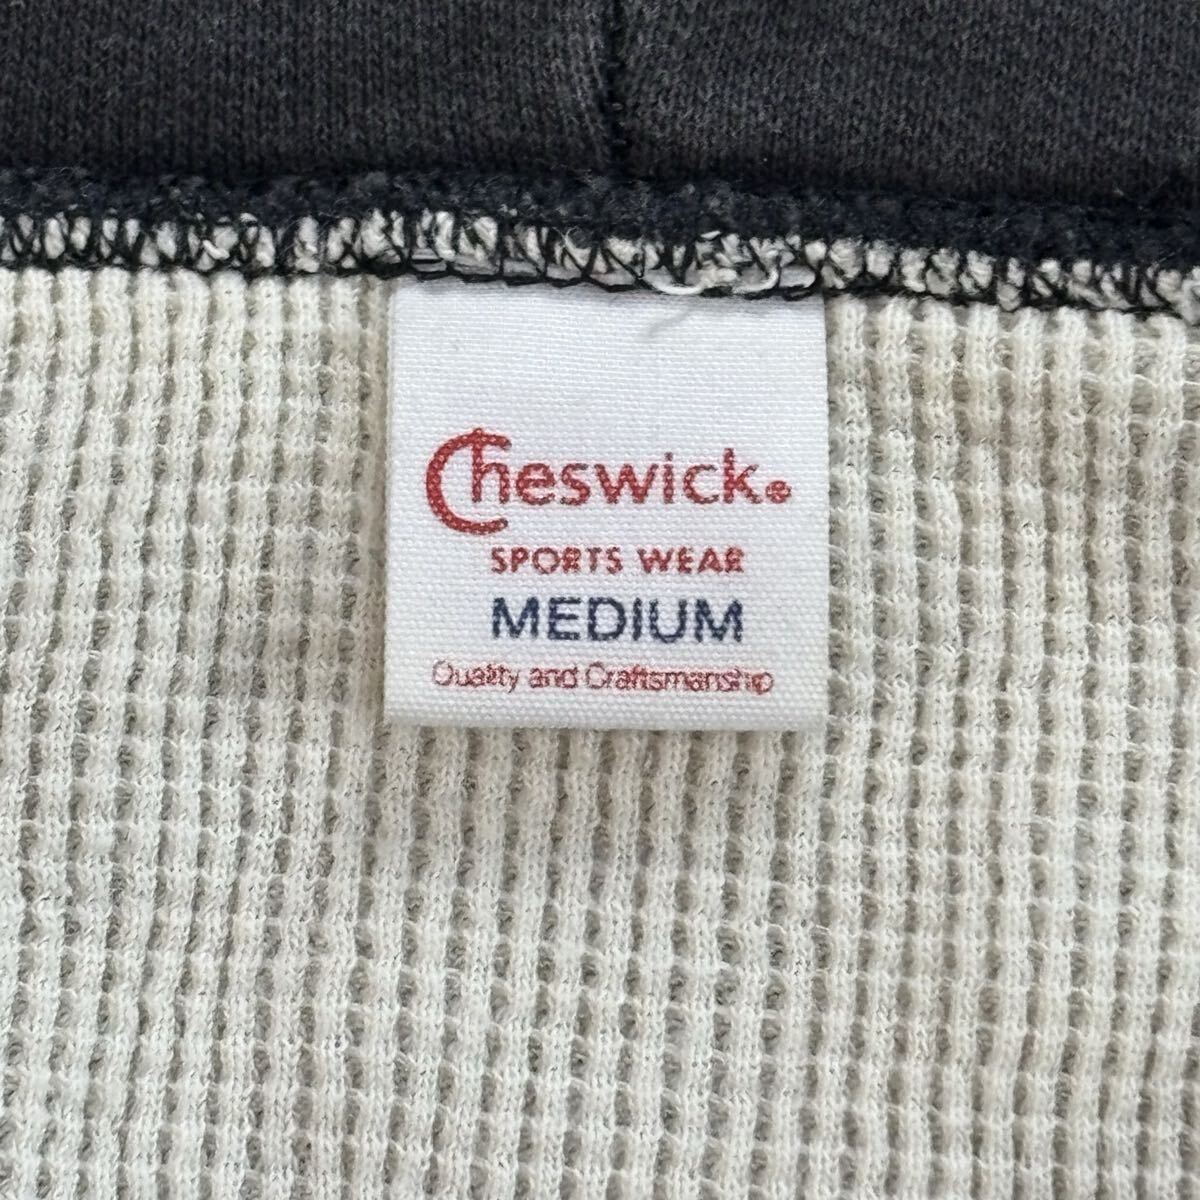 Cheswick®
SPORTS WEAR
MEDIUM
Quality and Craftsmanship